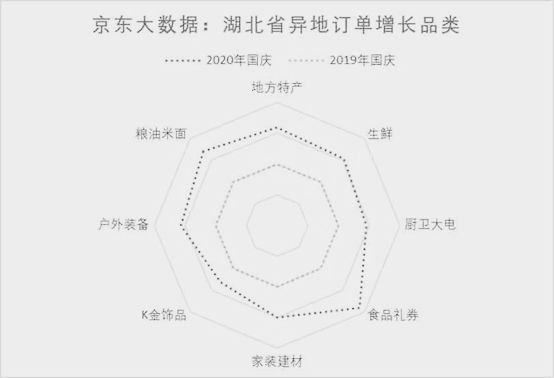 京东大数据：湖北省异地订单增长品类
2020年国庆 2019年国庆
地方特产
粮油米面 生鲜
户外装备 厨卫大电
K金饰品 食品礼券
家装建材